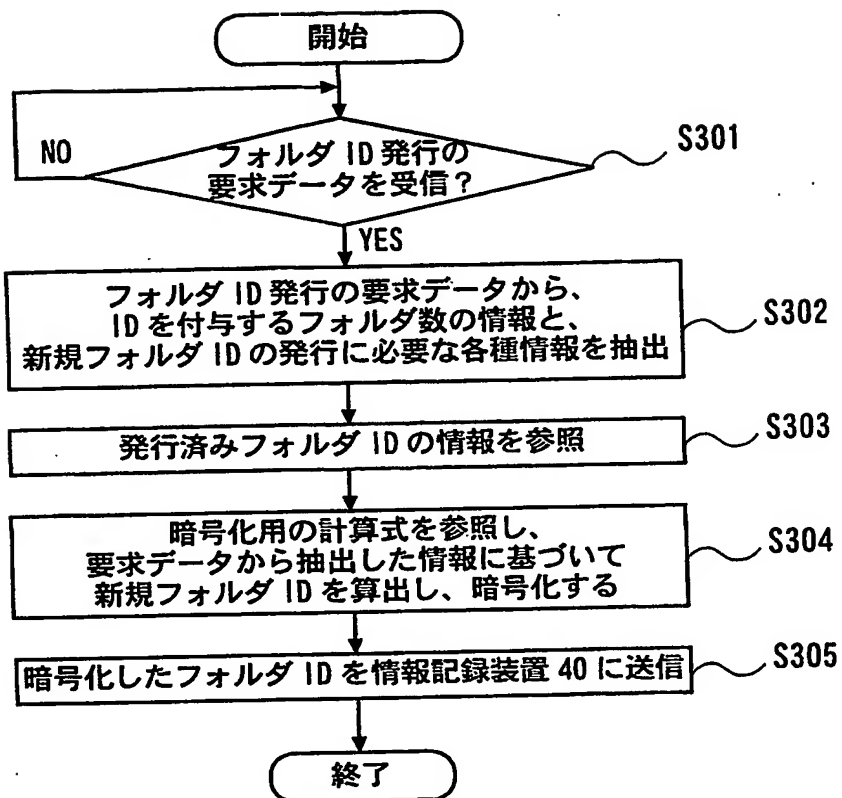 開始
NO
フォルダ ID 発行の
要求データを受信？
S301
YES
フォルダ ID 発行の要求データから、
ID を付与するフォルダ数の情報と、
新規フォルダ ID の発行に必要な各種情報を抽出
S302
発行済みフォルダ ID の情報を参照
S303
暗号化用の計算式を参照し、
要求データから抽出した情報に基づいて
新規フォルダ ID を算出し、暗号化する
S304
暗号化したフォルダ ID を情報記録装置 40 に送信
S305
終了